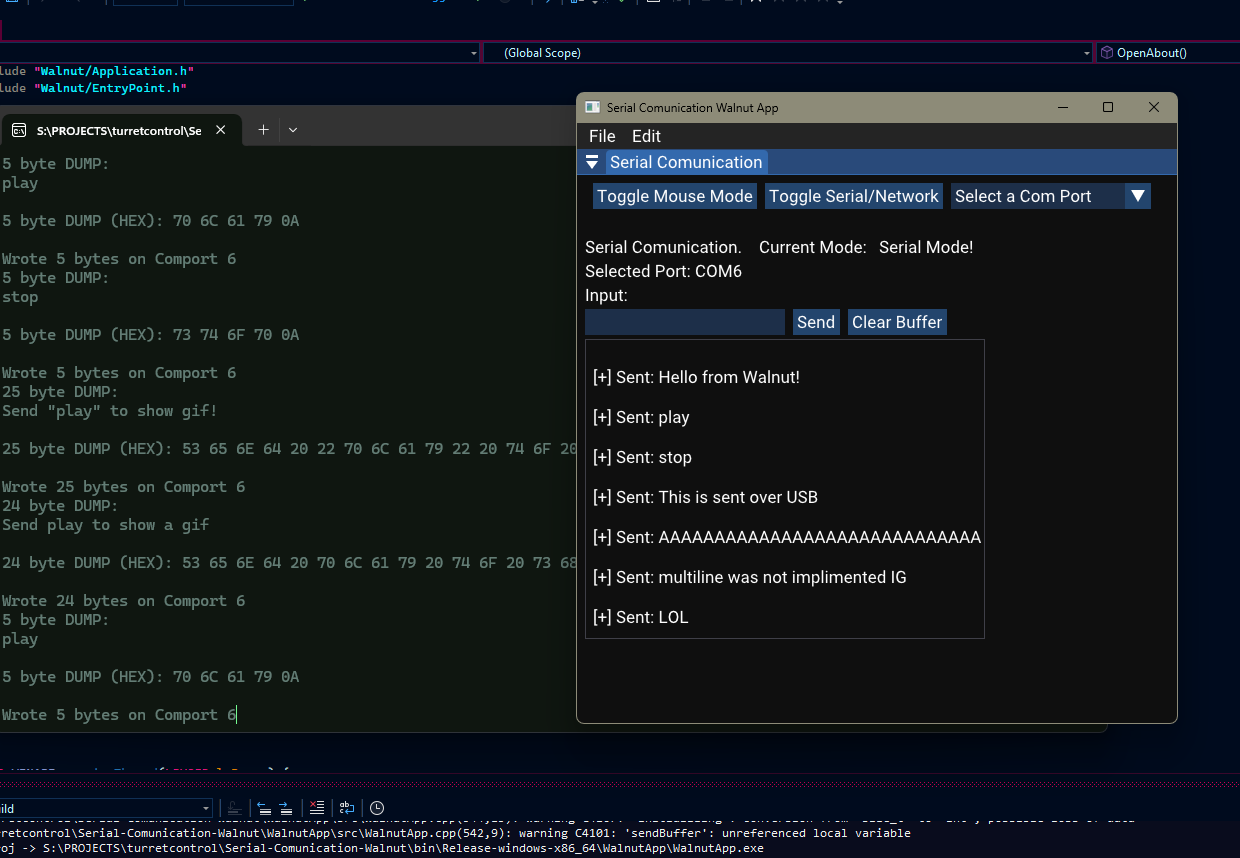 (Global Scope)
OpenAbout()
lude "Walnut/Application.h"
lude "Walnut/EntryPoint.h"
S:\PROJECTS\turretcontrol\Se
5 byte DUMP:
play
5 byte DUMP (HEX): 70 6C 61 79 0A
Wrote 5 bytes on Comport 6
5 byte DUMP:
stop
5 byte DUMP (HEX): 73 74 6F 70 0A
Wrote 5 bytes on Comport 6
25 byte DUMP:
Send "play" to show gif!
25 byte DUMP (HEX): 53 65 6E 64 20 22 70 6C 61 79 22 20 74 6F 20
Wrote 25 bytes on Comport 6
24 byte DUMP:
Send play to show a gif
24 byte DUMP (HEX): 53 65 6E 64 20 70 6C 61 79 20 74 6F 20 73 68
Wrote 24 bytes on Comport 6
5 byte DUMP:
play
5 byte DUMP (HEX): 70 6C 61 79 0A
Wrote 5 bytes on Comport 6
Serial Comunication Walnut App
File Edit
Serial Comunication
Toggle Mouse Mode Toggle Serial/Network Select a Com Port
Serial Comunication. Current Mode: Serial Mode!
Selected Port: COM6
Input:
Send Clear Buffer
[+] Sent: Hello from Walnut!
[+] Sent: play
[+] Sent: stop
[+] Sent: This is sent over USB
[+] Sent: AAAAAAAAAAAAAAAAAAAAAAAAAAAAA
[+] Sent: multiline was not implimented IG
[+] Sent: LOL
ild
retcontrol\Serial-Comunication-Walnut\WalnutApp\src\WalnutApp.cpp(542,9): warning C4101: 'sendBuffer': unreferenced local variable
oj -> S:\PROJECTS\turretcontrol\Serial-Comunication-Walnut\bin\Release-windows-x86_64\WalnutApp\WalnutApp.exe